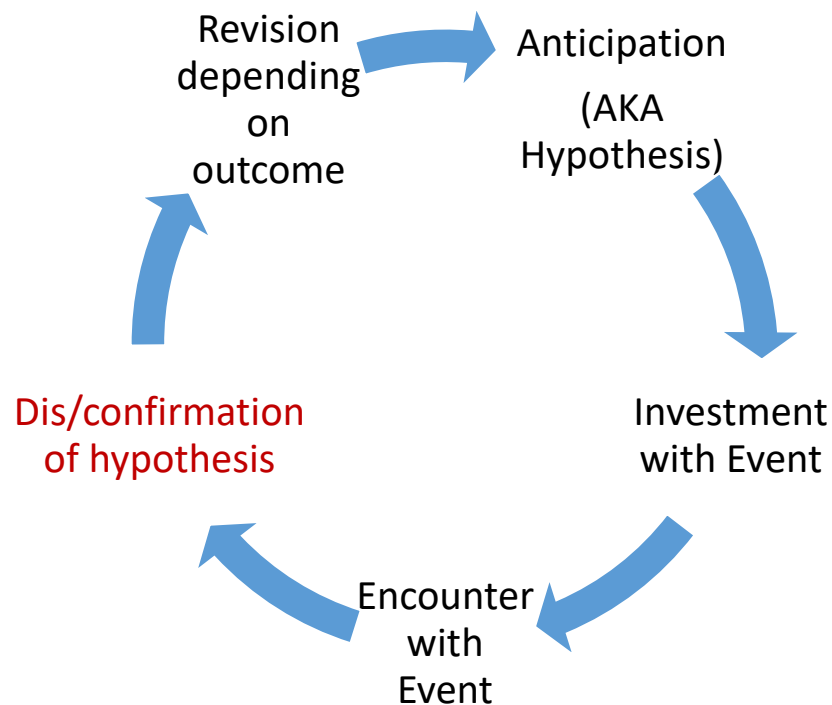 Revision
depending
on
outcome
Anticipation
(AKA
Hypothesis)
Investment
with Event
Encounter
with
Event
Dis/confirmation
of hypothesis